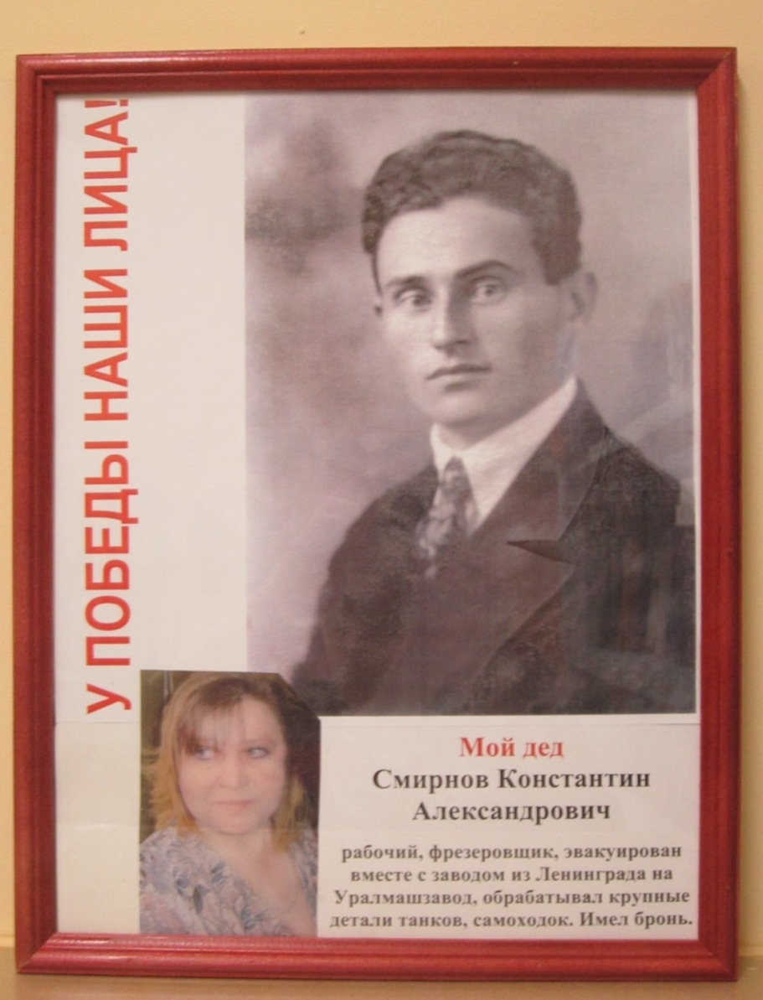 У ПОБЕДЫ НАШИ ЛИЦА!
Мой дед
Смирнов Константин
Александрович
рабочий, фрезеровщик, эвакуирован
вместе с заводом из Ленинграда на
Уралмашзавод, обрабатывал крупные
детали танков, самоходок. Имел бронь.